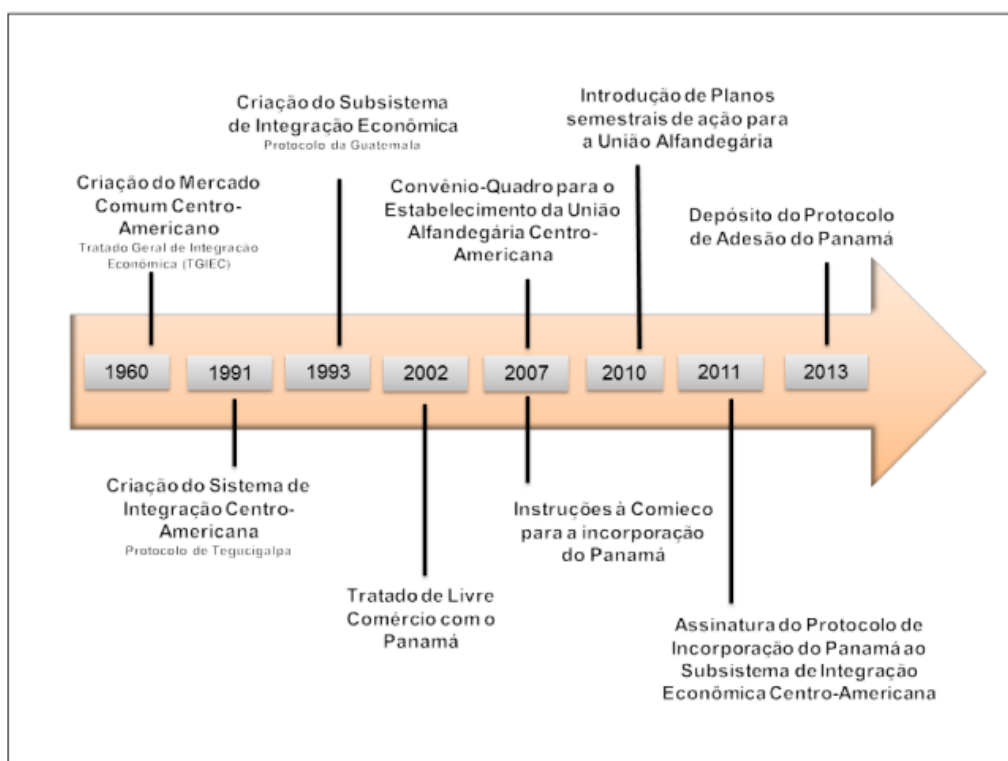 Criação do Mercado
Comum Centro-
Americano
Tratado Geral de Integração
Econômica (TGIEC)
Criação do Subsistema
de Integração Econômica
Protocolo da Guatemala
Convênio-Quadro para o
Estabelecimento da União
Alfandegária Centro-
Americana
Introdução de Planos
semestrais de ação para
a União Alfandegária
Depósito do Protocolo
de Adesão do Panamá
1960
1991
1993
2002
2007
2010
2011
2013
Criação do Sistema de
Integração Centro-
Americana
Protocolo de Tegucigalpa
Tratado de Livre
Comércio com o
Panamá
Instruções à Comieco
para a incorporação
do Panamá
Assinatura do Protocolo de
Incorporação do Panamá ao
Subsistema de Integração
Econômica Centro-Americana